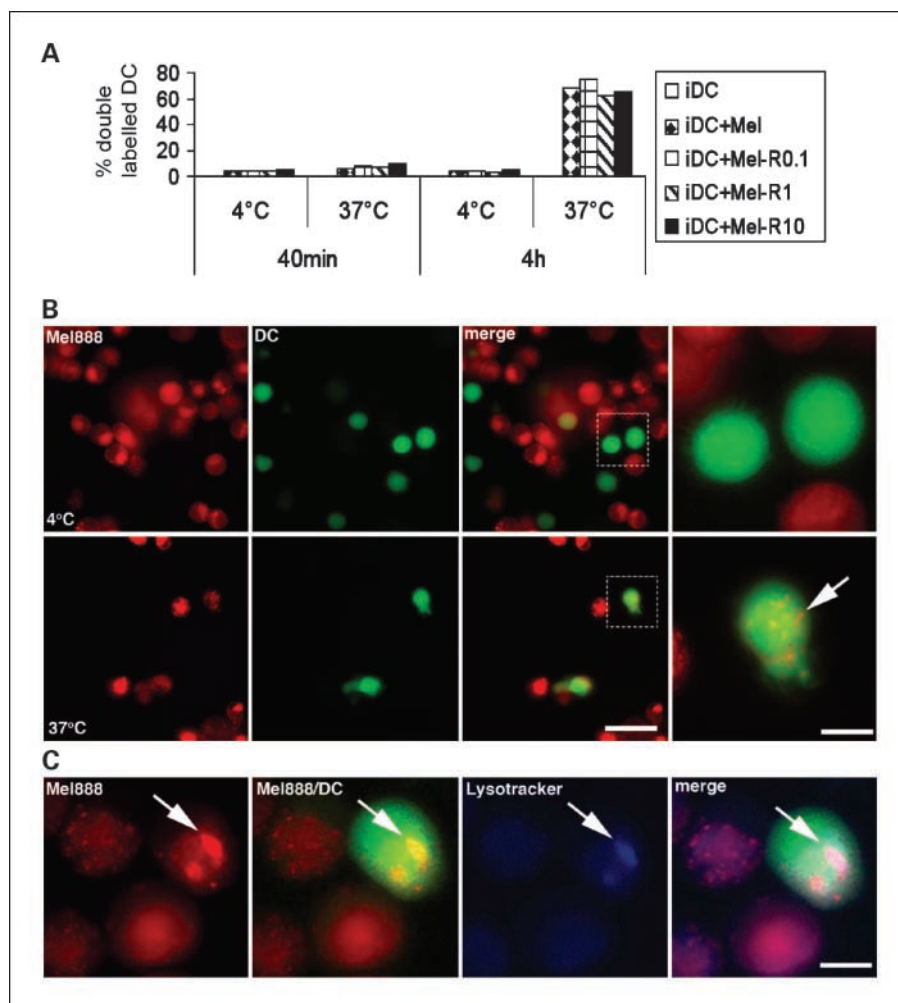 A
% double
labelled DC
80
60
40
20
0
4°C
37°C
4°C
37°C
40min
4h
iDC
iDC+Mel
iDC+Mel-R0.1
iDC+Mel-R1
iDC+Mel-R10
B
Mel888
DC
merge
4°C
37°C
C
Mel888
Mel888/DC
Lysotracker
merge